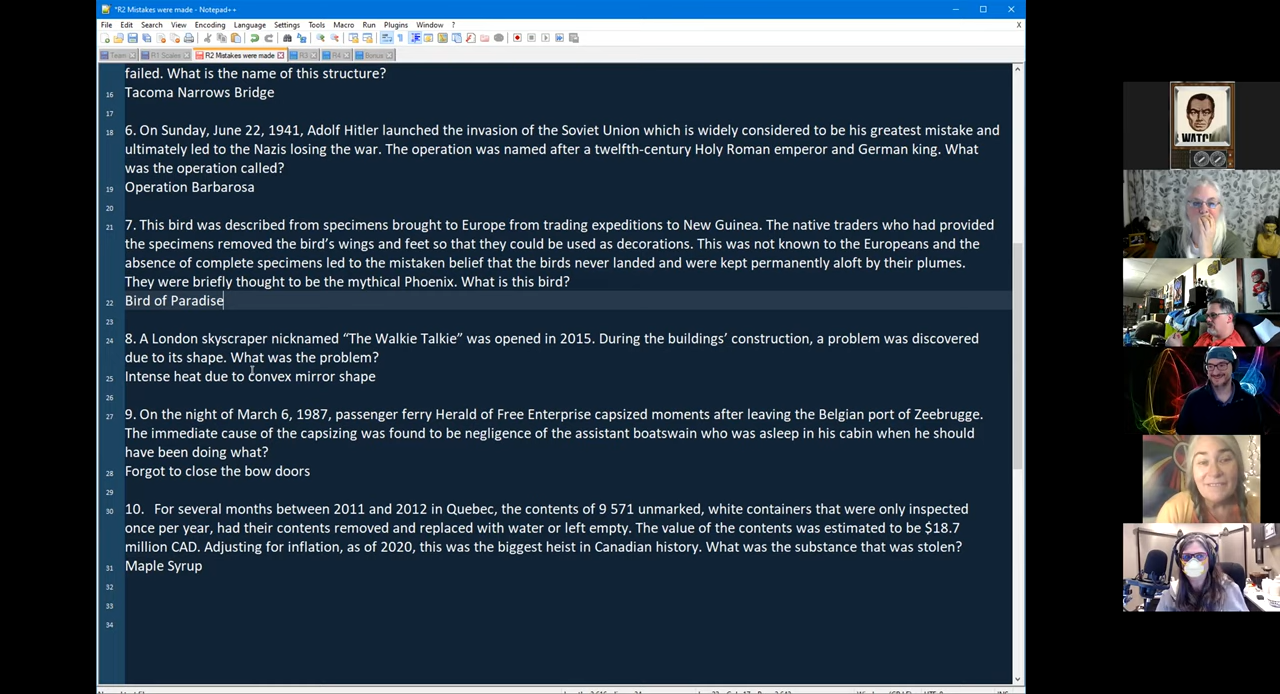 *R2 Mistakes were made - Notepad++
File Edit Search View Encoding Language Settings Tools Macro Run Plugins Window ?
X
Team R1 Scales R2 Mistakes were made R3 R4 Bonus
failed. What is the name of this structure?
16 Tacoma Narrows Bridge
17
18 6. On Sunday, June 22, 1941, Adolf Hitler launched the invasion of the Soviet Union which is widely considered to be his greatest mistake and
ultimately led to the Nazis losing the war. The operation was named after a twelfth-century Holy Roman emperor and German king. What
was the operation called?
19 Operation Barbarosa
20
21 7. This bird was described from specimens brought to Europe from trading expeditions to New Guinea. The native traders who had provided
the specimens removed the bird’s wings and feet so that they could be used as decorations. This was not known to the Europeans and the
absence of complete specimens led to the mistaken belief that the birds never landed and were kept permanently aloft by their plumes.
They were briefly thought to be the mythical Phoenix. What is this bird?
22 Bird of Paradise
23
24 8. A London skyscraper nicknamed “The Walkie Talkie” was opened in 2015. During the buildings’ construction, a problem was discovered
due to its shape. What was the problem?
25 Intense heat due to convex mirror shape
26
27 9. On the night of March 6, 1987, passenger ferry Herald of Free Enterprise capsized moments after leaving the Belgian port of Zeebrugge.
The immediate cause of the capsizing was found to be negligence of the assistant boatswain who was asleep in his cabin when he should
have been doing what?
28 Forgot to close the bow doors
29
30 10. For several months between 2011 and 2012 in Quebec, the contents of 9 571 unmarked, white containers that were only inspected
once per year, had their contents removed and replaced with water or left empty. The value of the contents was estimated to be $18.7
million CAD. Adjusting for inflation, as of 2020, this was the biggest heist in Canadian history. What was the substance that was stolen?
31 Maple Syrup
32
33
34
WATCH